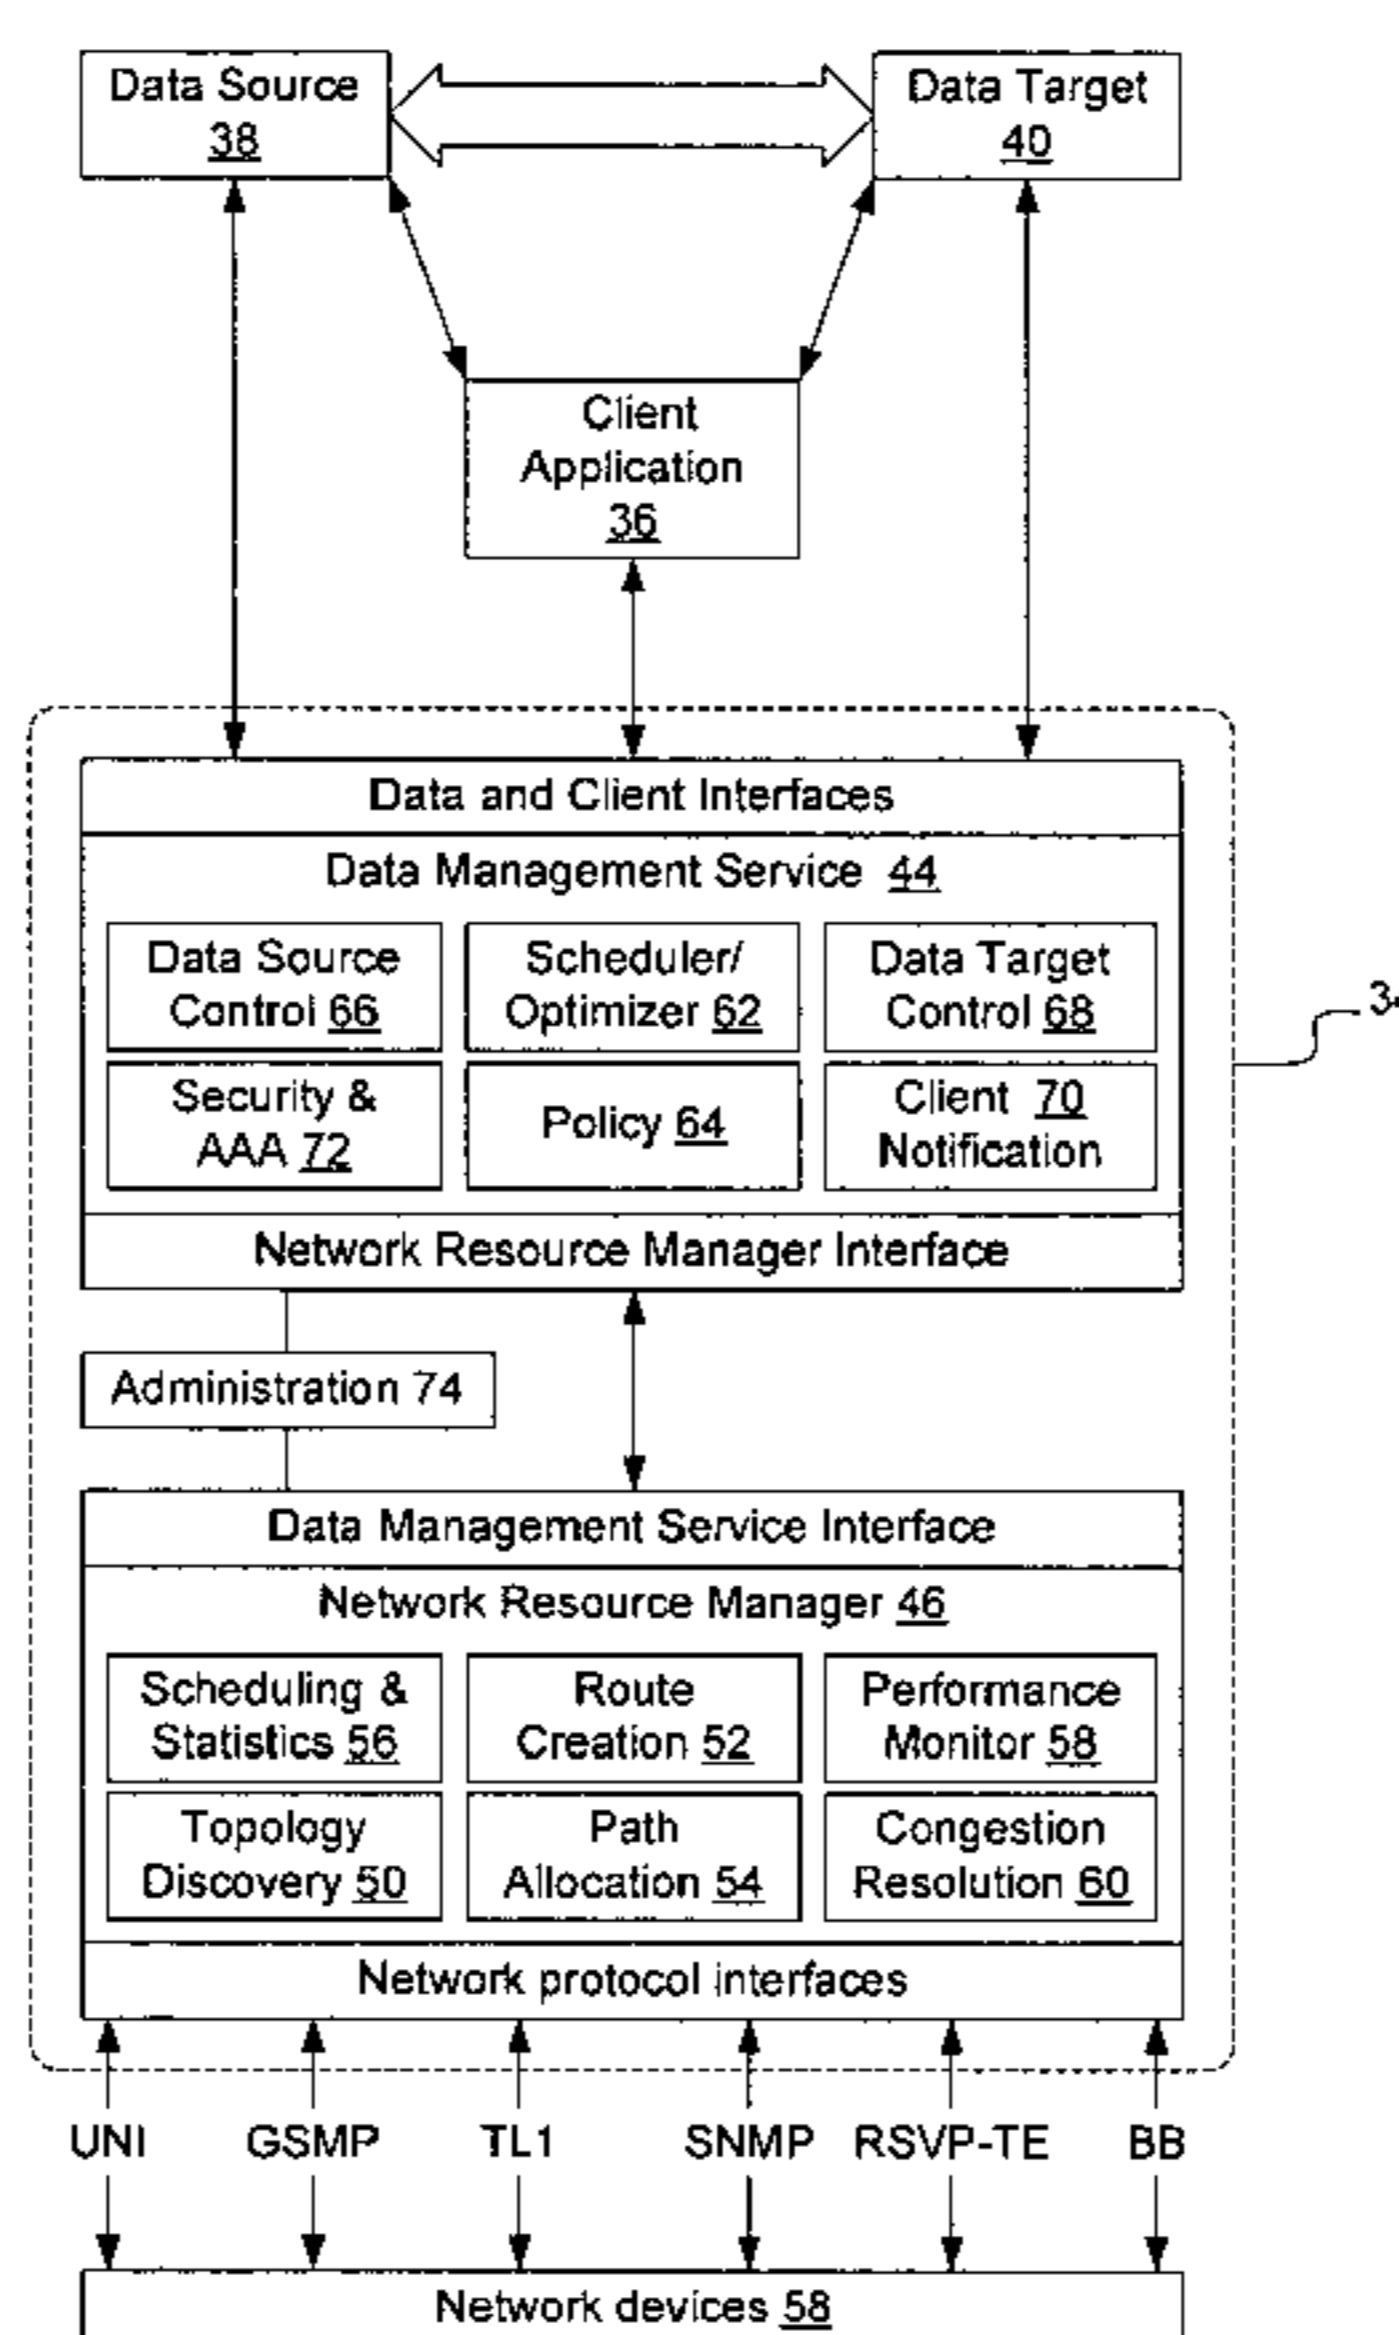 Data Source
38
Data Target
40
Client
Application
36
Data and Client Interfaces
Data Management Service 44
Data Source
Control 66
Scheduler/
Optimizer 62
Data Target
Control 68
Security &
AAA 72
Policy 64
Client 70
Notification
Network Resource Manager Interface
Administration 74
Data Management Service Interface
Network Resource Manager 46
Scheduling &
Statistics 56
Route
Creation 52
Performance
Monitor 58
Topology
Discovery 50
Path
Allocation 54
Congestion
Resolution 60
Network protocol interfaces
UNI
GSMP
TL1
SNMP
RSVP-TE
BB
Network devices 58